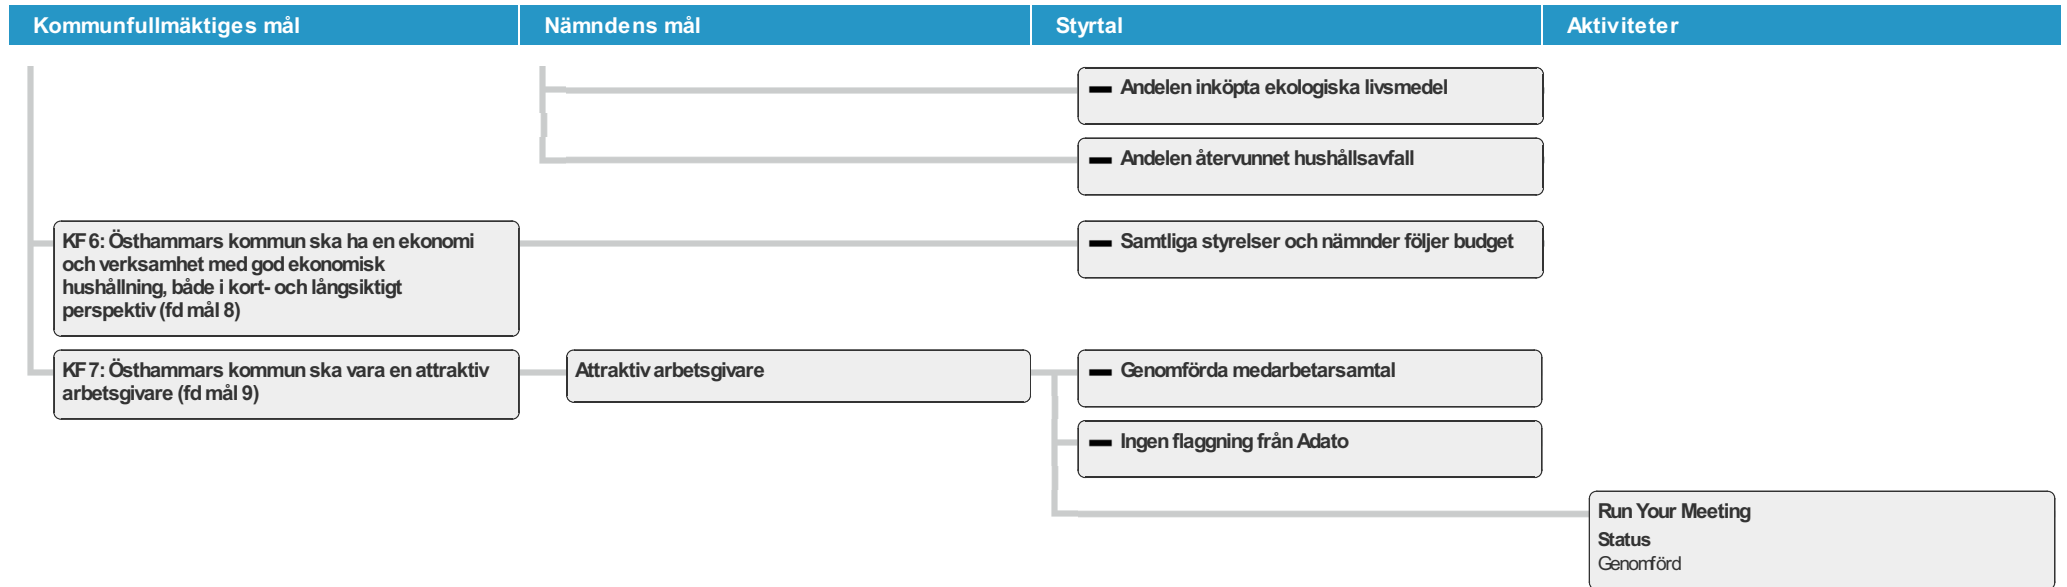 Kommunfullmäktiges mål
Nämndens mål
Styrtal
Aktiviteter
Andelen inköpta ekologiska livsmedel
Andelen återvunnet hushållsavfall
KF 6: Östhammars kommun ska ha en ekonomi
och verksamhet med god ekonomisk
hushållning, både i kort- och långsiktigt
perspektiv (fd mål 8)
Samtliga styrelser och nämnder följer budget
KF 7: Östhammars kommun ska vara en attraktiv
arbetsgivare (fd mål 9)
Attraktiv arbetsgivare
Genomförda medarbetarsamtal
Ingen flaggning från Adato
Run Your Meeting
Status
Genomförd